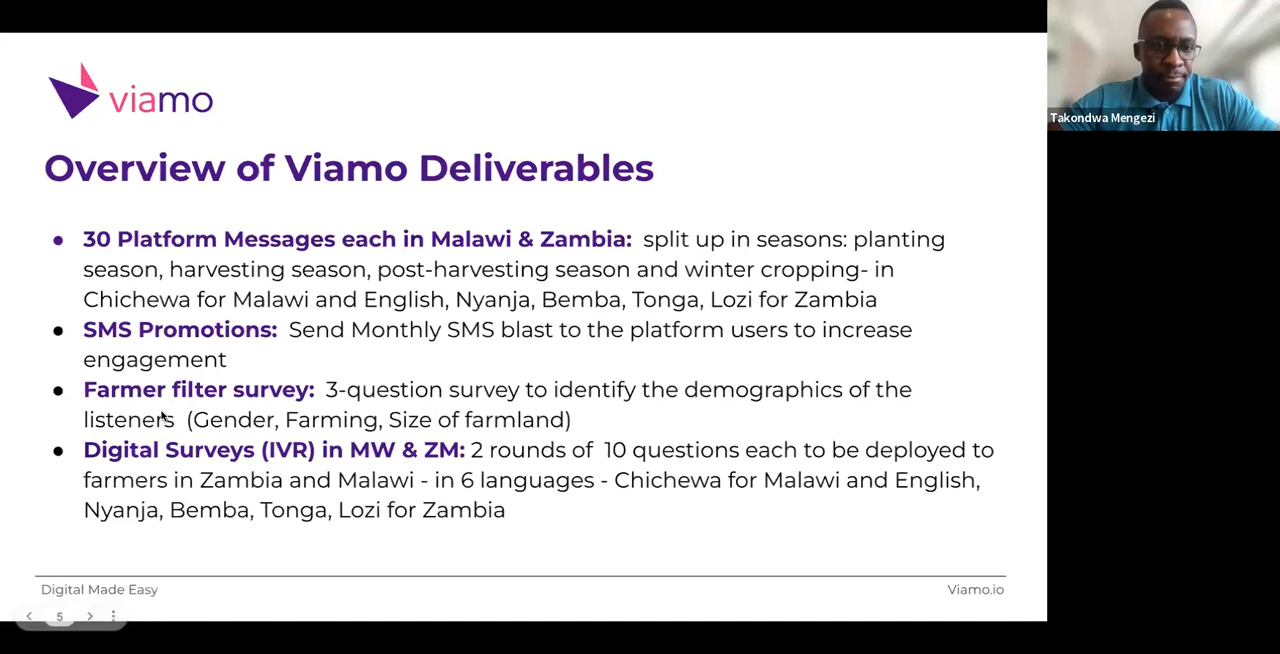 viamo
Takondwa Mengezi
Overview of Viamo Deliverables
● 30 Platform Messages each in Malawi & Zambia: split up in seasons: planting
season, harvesting season, post-harvesting season and winter cropping- in
Chichewa for Malawi and English, Nyanja, Bemba, Tonga, Lozi for Zambia
● SMS Promotions: Send Monthly SMS blast to the platform users to increase
engagement
● Farmer filter survey: 3-question survey to identify the demographics of the
listeners (Gender, Farming, Size of farmland)
● Digital Surveys (IVR) in MW & ZM: 2 rounds of 10 questions each to be deployed to
farmers in Zambia and Malawi - in 6 languages - Chichewa for Malawi and English,
Nyanja, Bemba, Tonga, Lozi for Zambia
Digital Made Easy
Viamo.io
5